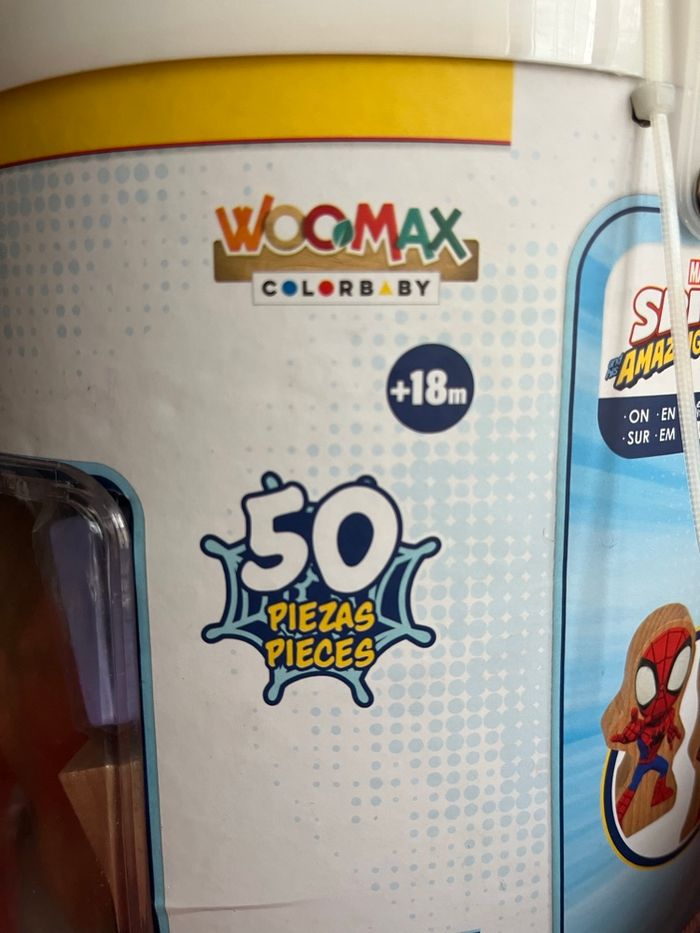 WOOMAX
COLORBABY
+18m
50
PIEZAS
PIECES
AMAZ
· ON · EN
· SUR · EM